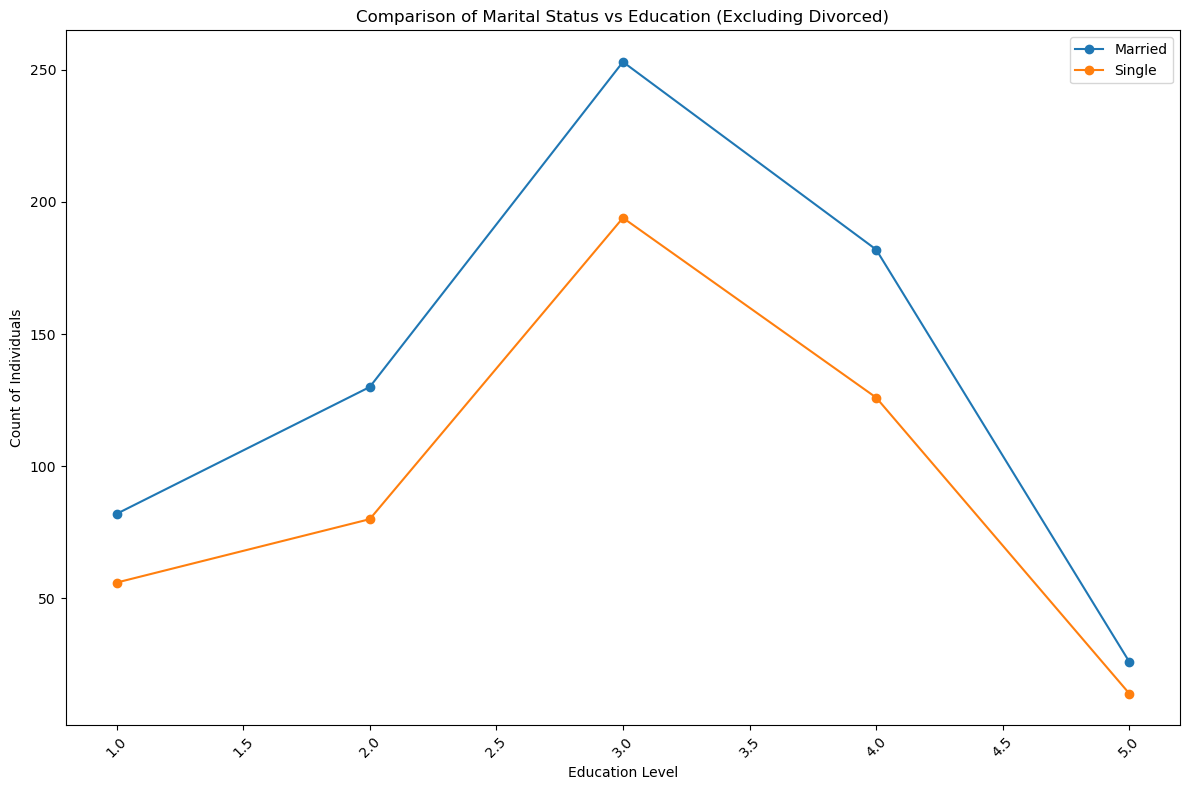 Comparison of Marital Status vs Education (Excluding Divorced)
Married
Single
250
200
150
100
50
Count of Individuals
1.0
1.5
2.0
2.5
3.0
3.5
4.0
4.5
5.0
Education Level